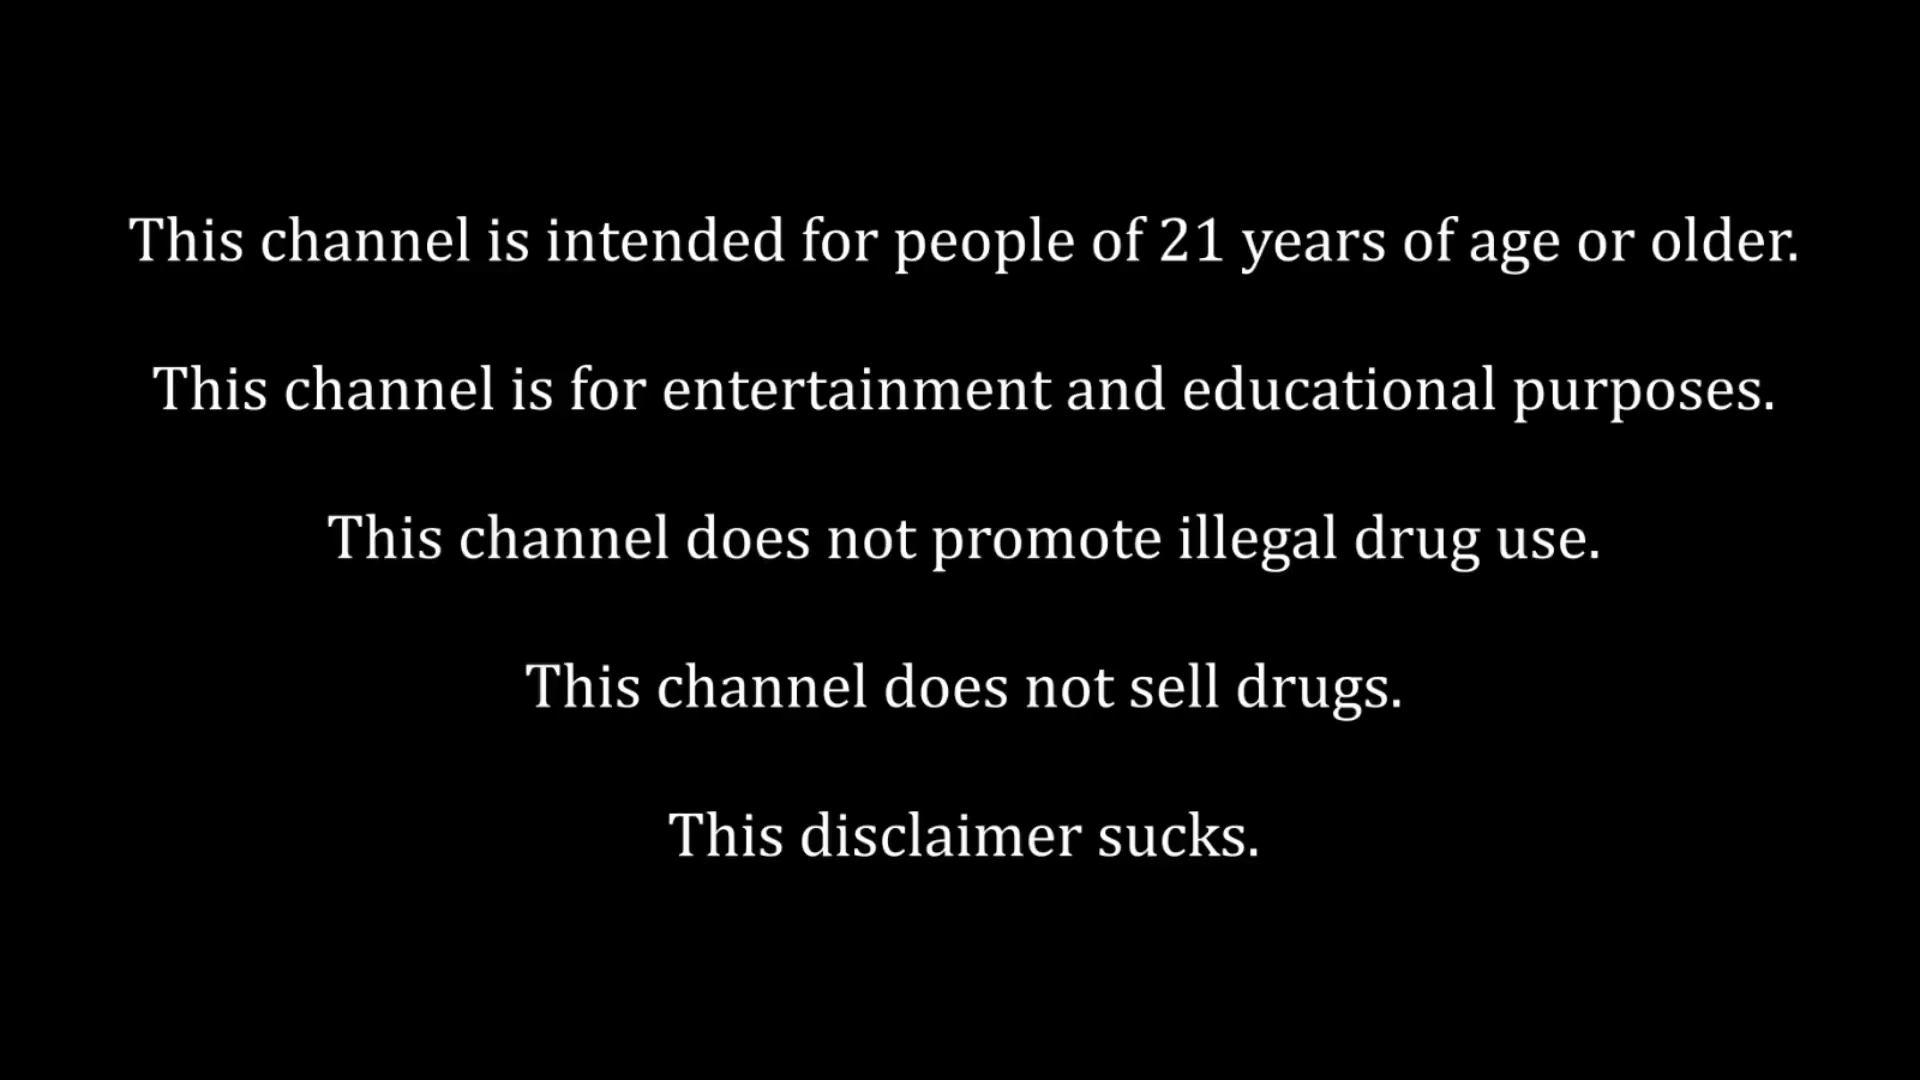 This channel is intended for people of 21 years of age or older.
This channel is for entertainment and educational purposes.
This channel does not promote illegal drug use.
This channel does not sell drugs.
This disclaimer sucks.